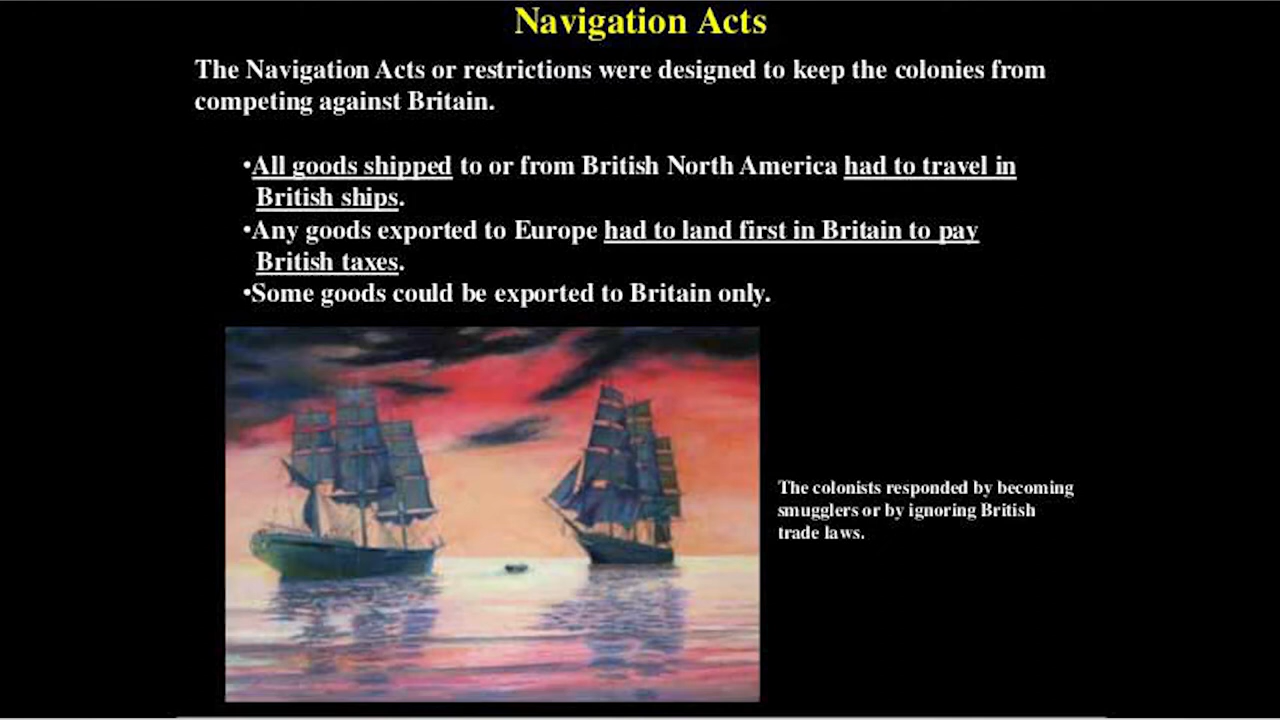 Navigation Acts
The Navigation Acts or restrictions were designed to keep the colonies from
competing against Britain.
•All goods shipped to or from British North America had to travel in
British ships.
•Any goods exported to Europe had to land first in Britain to pay
British taxes.
•Some goods could be exported to Britain only.
The colonists responded by becoming
smugglers or by ignoring British
trade laws.